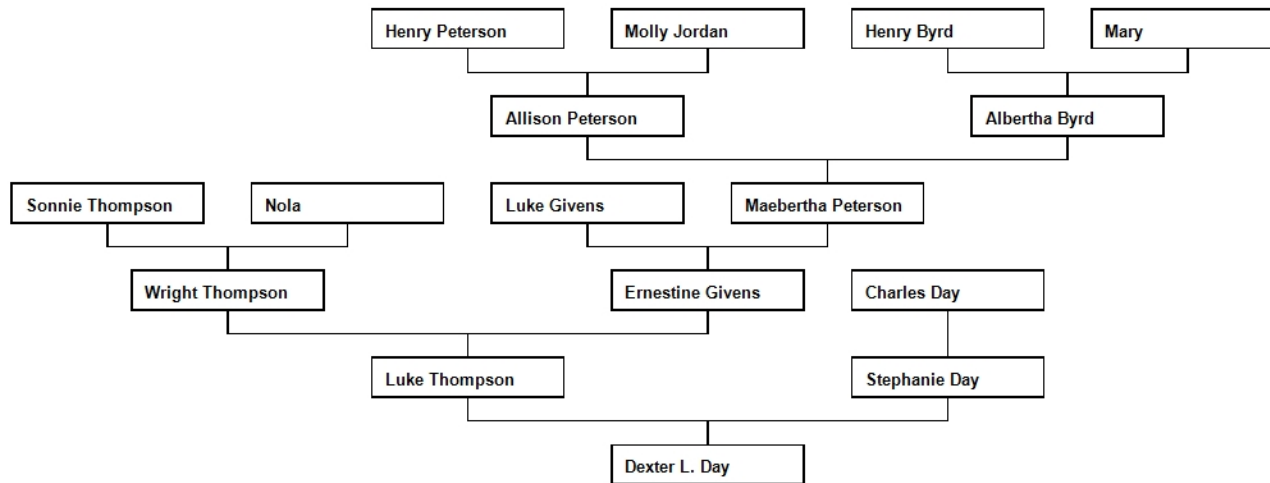 Henry Peterson
Molly Jordan
Henry Byrd
Mary
Allison Peterson
Albertha Byrd
Sonnie Thompson
Nola
Luke Givens
Maebertha Peterson
Wright Thompson
Ernestine Givens
Charles Day
Luke Thompson
Stephanie Day
Dexter L. Day